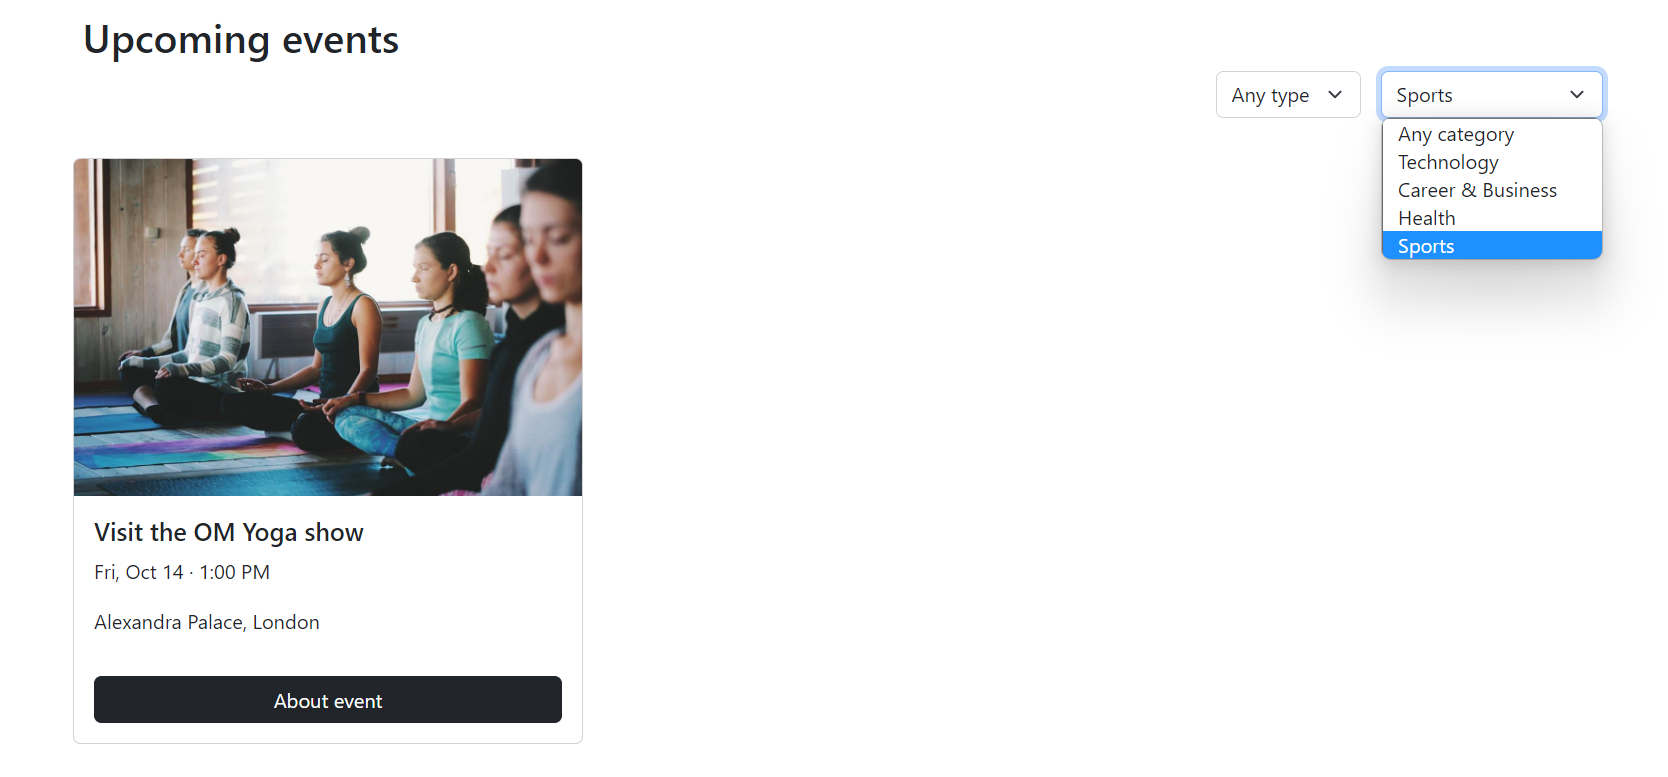 Upcoming events
Any type
Sports
Any category
Technology
Career & Business
Health
Sports
Visit the OM Yoga show
Fri, Oct 14 · 1:00 PM
Alexandra Palace, London
About event